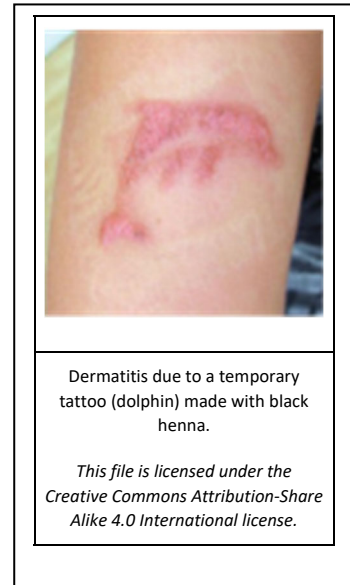 Dermatitis due to a temporary
tattoo (dolphin) made with black
henna.
This file is licensed under the
Creative Commons Attribution-Share
Alike 4.0 International license.